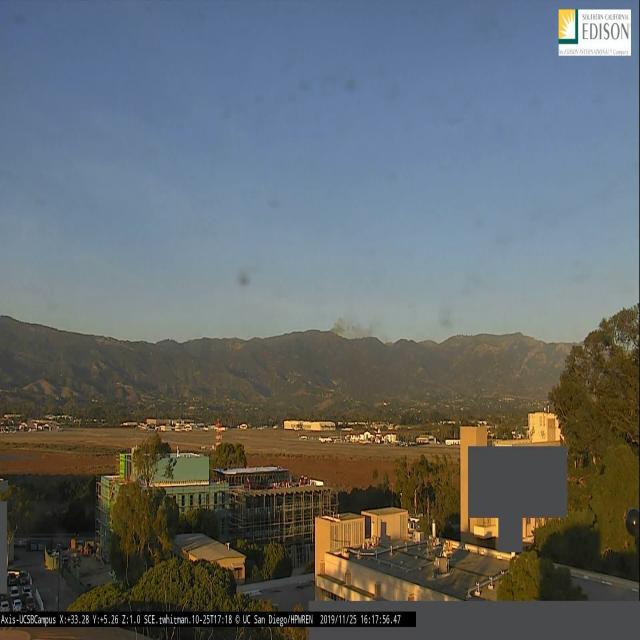 SOUTHERN CALIFORNIA
EDISON
An EDISON INTERNATIONAL® Company
Axis-UCSBCampus X:+33.28 Y:+5.26 Z:1.0 SCE.twhitman.10-25T17:18 © UC San Diego/HPWREN 2019/11/25 16:17:56.47